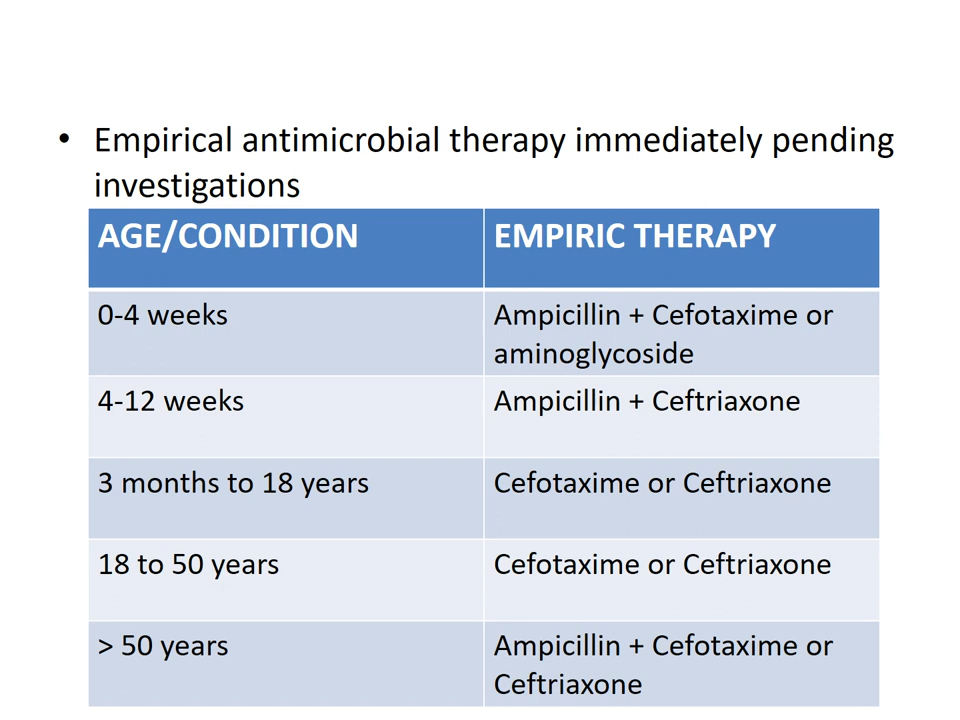 • Empirical antimicrobial therapy immediately pending
investigations
AGE/CONDITION EMPIRIC THERAPY
0-4 weeks Ampicillin + Cefotaxime or
aminoglycoside
4-12 weeks Ampicillin + Ceftriaxone
3 months to 18 years Cefotaxime or Ceftriaxone
18 to 50 years Cefotaxime or Ceftriaxone
> 50 years Ampicillin + Cefotaxime or
Ceftriaxone